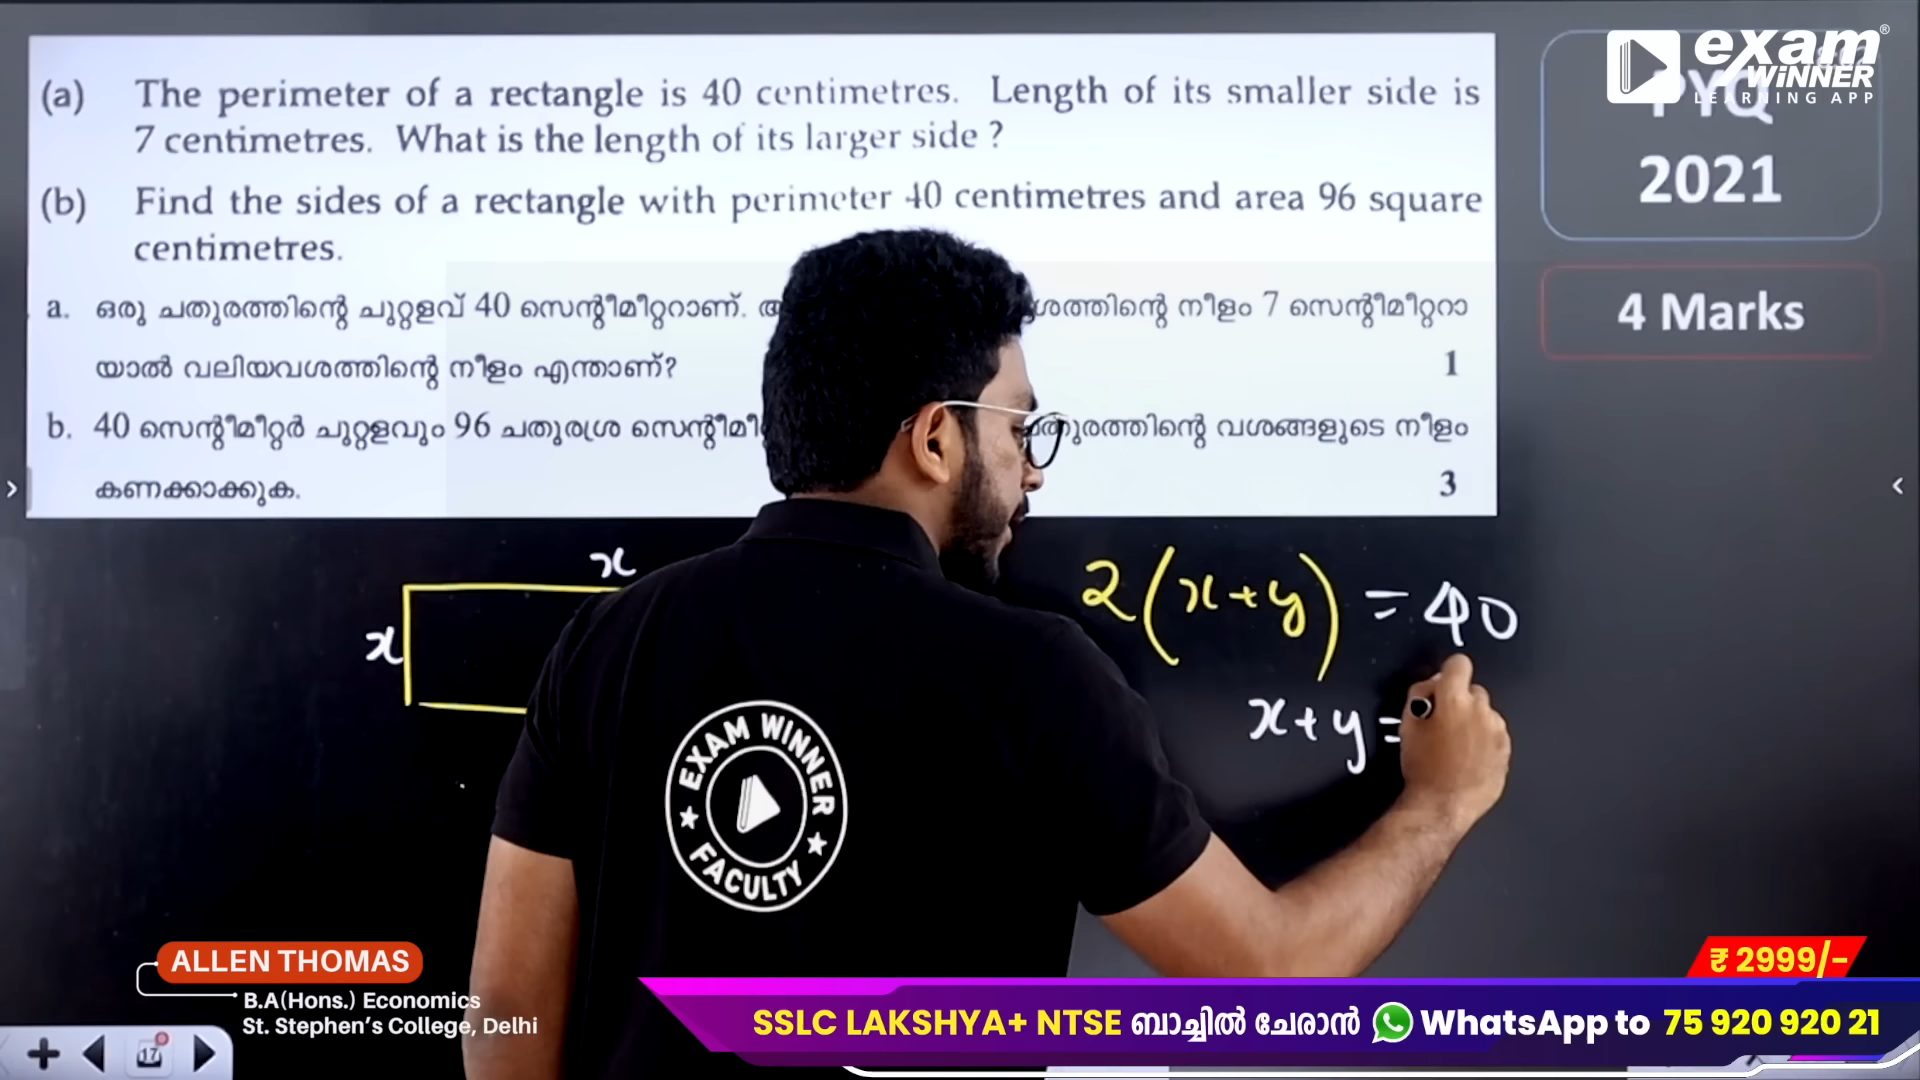 (a) The perimeter of a rectangle is 40 centimetres. Length of its smaller side is
7 centimetres. What is the length of its larger side ?
(b) Find the sides of a rectangle with perimeter 40 centimetres and area 96 square
centimetres.
a. ഒരു ചതുരത്തിന്റെ ചുറ്റളവ് 40 സെന്റീമീറ്ററാണ്. നീളം 7 സെന്റീമീറ്ററാ
യാൽ വലിയവശത്തിന്റെ നീളം എന്താണ്? 1
b. 40 സെന്റീമീറ്റർ ചുറ്റളവും 96 ചതുരശ്ര വശങ്ങളുടെ നീളം
കണക്കാക്കുക. 3
exam
WiNNER
LEARNING APP
PYQ
2021
4 Marks
x
x
2(x+y) = 40
x+y =
EXAM WINNER
FACULTY
ALLEN THOMAS
B.A(Hons.) Economics
St. Stephen's College, Delhi
₹ 2999/-
SSLC LAKSHYA+ NTSE ബാച്ചിൽ ചേരാൻ WhatsApp to 75 920 920 21
17